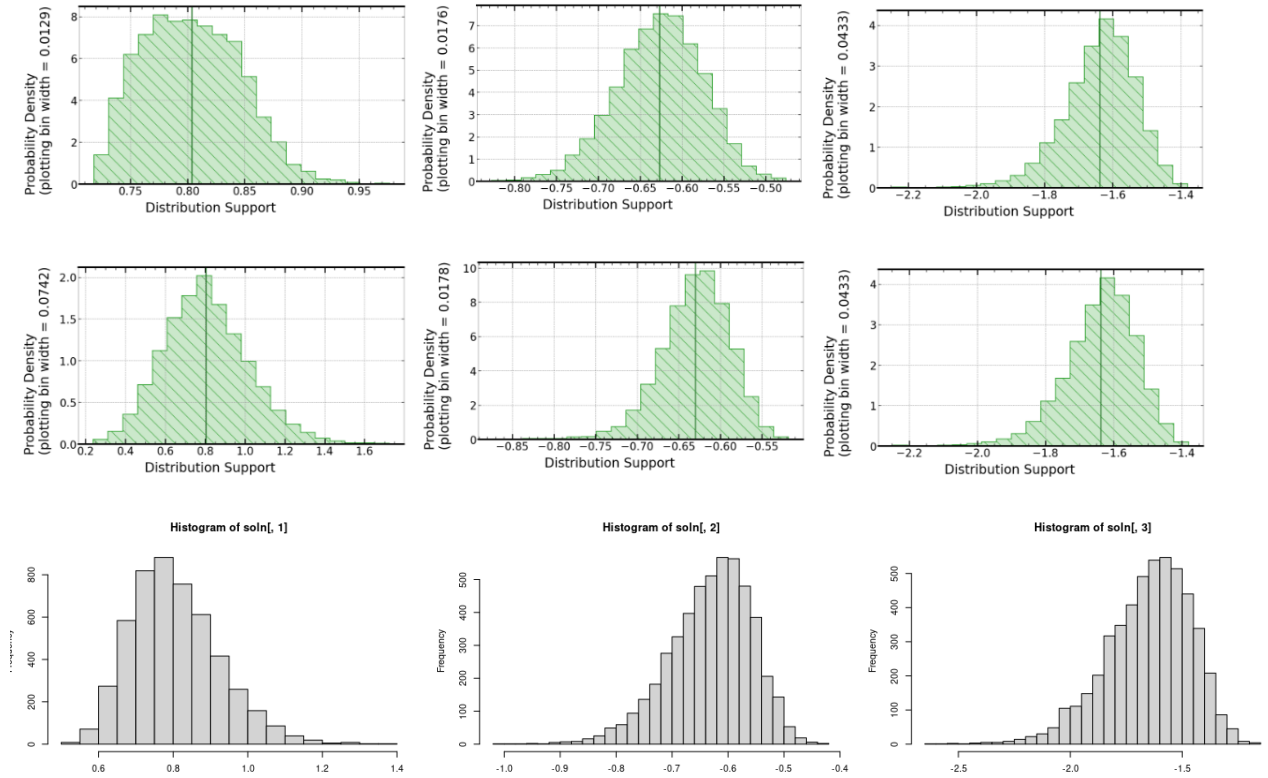 Probability Density
(plotting bin width = 0.0129)
8
6
4
2
0
0.75 0.80 0.85 0.90 0.95
Distribution Support
Probability Density
(plotting bin width = 0.0176)
7
6
5
4
3
2
1
0
−0.80 −0.75 −0.70 −0.65 −0.60 −0.55 −0.50
Distribution Support
Probability Density
(plotting bin width = 0.0433)
4
3
2
1
0
−2.2 −2.0 −1.8 −1.6 −1.4
Distribution Support
Probability Density
(plotting bin width = 0.0742)
2.0
1.5
1.0
0.5
0.0
0.2 0.4 0.6 0.8 1.0 1.2 1.4 1.6
Distribution Support
Probability Density
(plotting bin width = 0.0178)
10
8
6
4
2
0
−0.85 −0.80 −0.75 −0.70 −0.65 −0.60 −0.55
Distribution Support
Probability Density
(plotting bin width = 0.0433)
4
3
2
1
0
−2.2 −2.0 −1.8 −1.6 −1.4
Distribution Support
Histogram of soln[, 1]
800
600
400
200
0
0.6 0.8 1.0 1.2 1.4
Histogram of soln[, 2]
Frequency
500
400
300
200
100
0
-1.0 -0.9 -0.8 -0.7 -0.6 -0.5 -0.4
Histogram of soln[, 3]
Frequency
500
400
300
200
100
0
-2.5 -2.0 -1.5